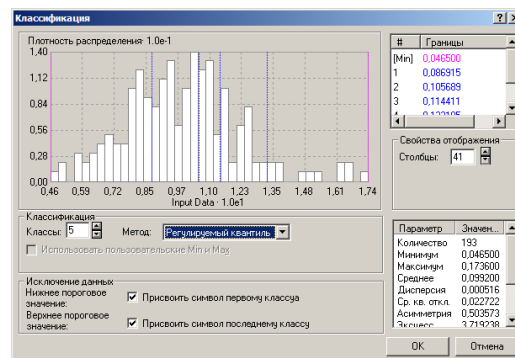 Классификация
Плотность распределения· 1.0e-1
1,40
1,12
0,84
0,56
0,28
0,00
0,46 0,59 0,72 0,85 0,97 1,10 1,23 1,35 1,48 1,61 1,74
Input Data · 1.0e1
# Границы
[Min] 0,046500
1 0,086915
2 0,105689
3 0,114411
Свойства отображения
Столбцы: 41
Классификация
Классы: 5 Метод: Регулируемый квантиль
Использовать пользовательские Min и Max
Параметр Значен...
Количество 193
Минимум 0,046500
Максимум 0,173600
Среднее 0,099200
Дисперсия 0,000516
Ср. кв. откл. 0,022722
Асимметрия 0,503573
Эксцесс 3,719238
Исключение данных
Нижнее пороговое значение: Присвоить символ первому классуа
Верхнее пороговое значение: Присвоить символ последнему классу
OK Отмена